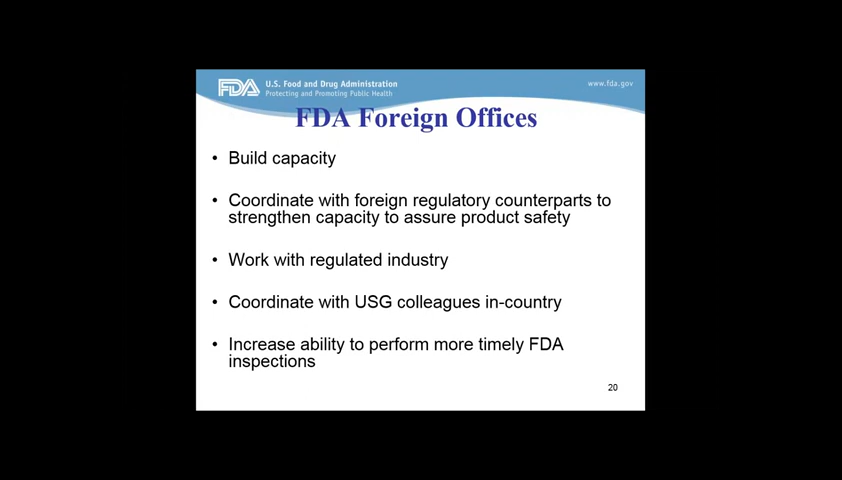 FDA U.S. Food and Drug Administration
Protecting and Promoting Public Health
www.fda.gov
FDA Foreign Offices
• Build capacity
• Coordinate with foreign regulatory counterparts to
strengthen capacity to assure product safety
• Work with regulated industry
• Coordinate with USG colleagues in-country
• Increase ability to perform more timely FDA
inspections
20